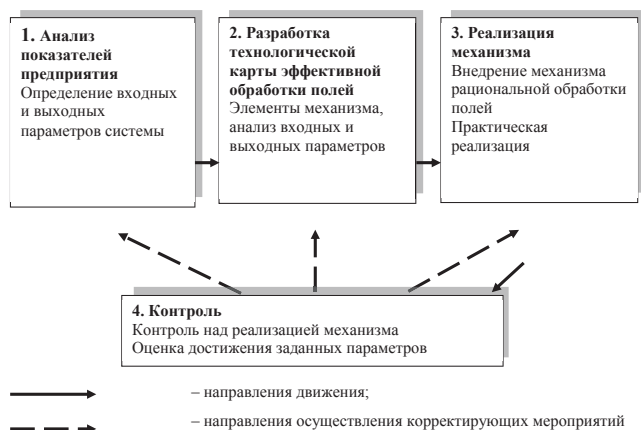 1. Анализ
показателей
предприятия
Определение входных
и выходных
параметров системы
2. Разработка
технологической
карты эффективной
обработки полей
Элементы механизма,
анализ входных и
выходных параметров
3. Реализация
механизма
Внедрение механизма
рациональной обработки
полей
Практическая
реализация
4. Контроль
Контроль над реализацией механизма
Оценка достижения заданных параметров
– направления движения;
– направления осуществления корректирующих мероприятий